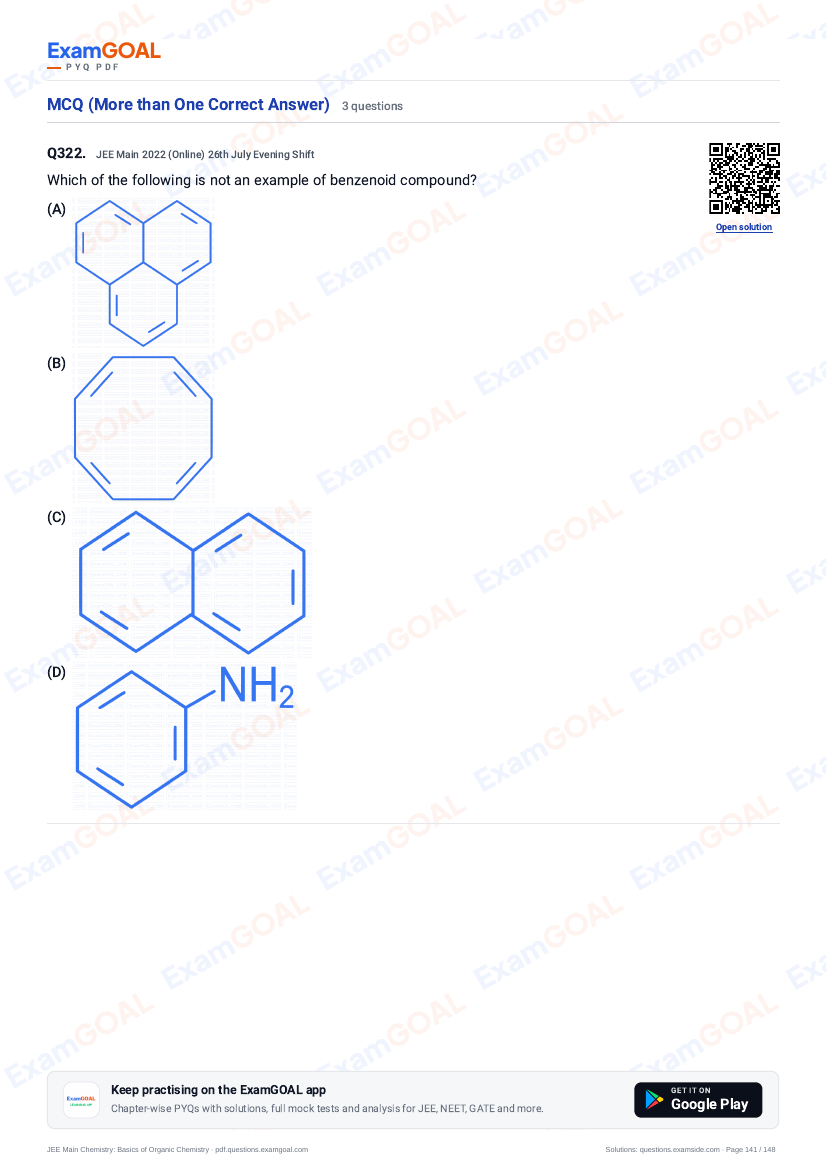 ExamGOAL
PYQ PDF
MCQ (More than One Correct Answer) 3 questions
Q322. JEE Main 2022 (Online) 26th July Evening Shift
Which of the following is not an example of benzenoid compound?
Open solution
(A)
(B)
(C)
(D)
NH2
Keep practising on the ExamGOAL app
Chapter-wise PYQs with solutions, full mock tests and analysis for JEE, NEET, GATE and more.
GET IT ON
Google Play
JEE Main Chemistry: Basics of Organic Chemistry · pdf.questions.examgoal.com
Solutions: questions.examside.com · Page 141 / 148